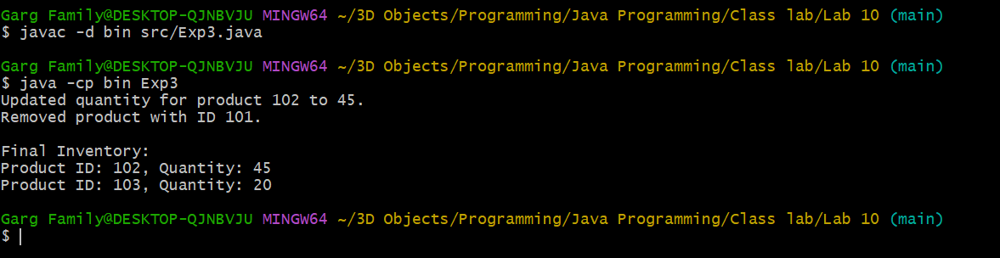 Garg Family@DESKTOP-QJNBVJU MINGW64 ~/3D Objects/Programming/Java Programming/Class lab/Lab 10 (main)
$ javac -d bin src/Exp3.java
Garg Family@DESKTOP-QJNBVJU MINGW64 ~/3D Objects/Programming/Java Programming/Class lab/Lab 10 (main)
$ java -cp bin Exp3
Updated quantity for product 102 to 45.
Removed product with ID 101.
Final Inventory:
Product ID: 102, Quantity: 45
Product ID: 103, Quantity: 20
Garg Family@DESKTOP-QJNBVJU MINGW64 ~/3D Objects/Programming/Java Programming/Class lab/Lab 10 (main)
$